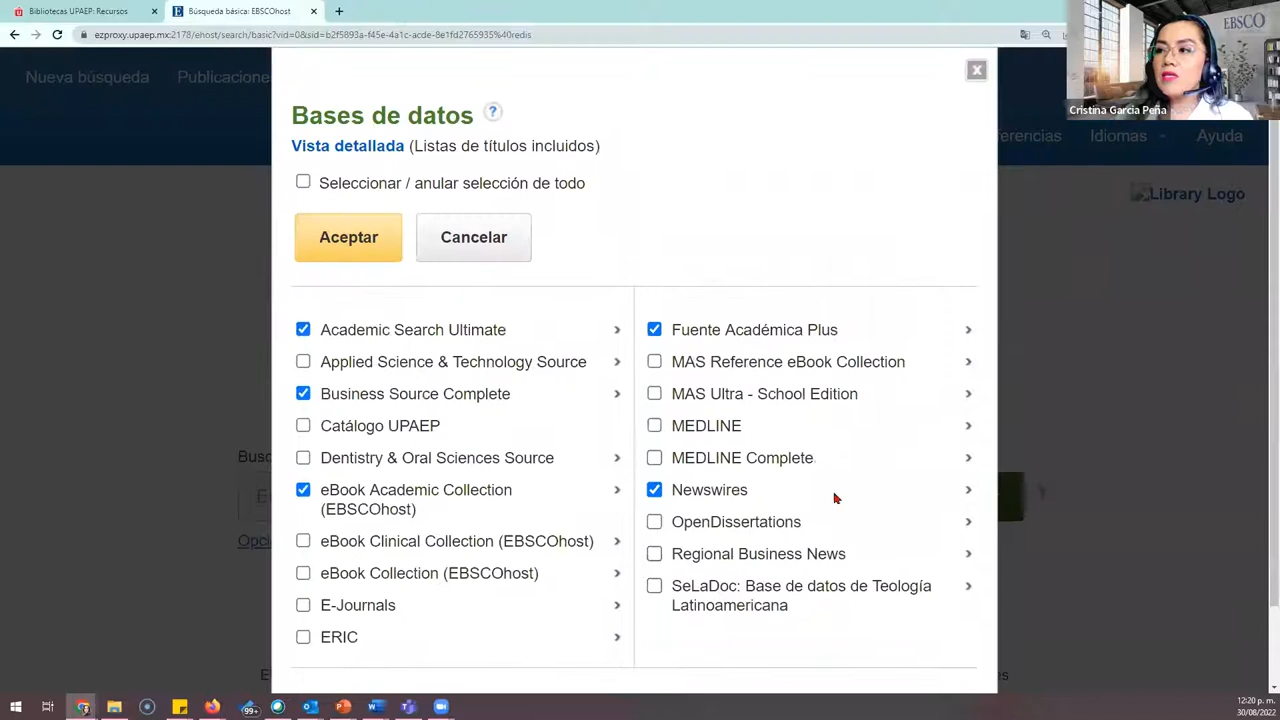 Bibliotecas UPAEP: Recursos
Búsqueda básica: EBSCOhost
ezproxy.upaep.mx:2178/ehost/search/basic?vid=0&sid=b2f5893a-f454-4a1c-acde-8e1fd2765935%40redis
EBSCO
Cristina García Peña
Nueva búsqueda
Publicacione
ferencias
Idiomas
Ayuda
Library Logo
Bases de datos ?
Vista detallada (Listas de títulos incluidos)
Seleccionar / anular selección de todo
Aceptar
Cancelar
Academic Search Ultimate
Applied Science & Technology Source
Business Source Complete
Catálogo UPAEP
Dentistry & Oral Sciences Source
eBook Academic Collection
(EBSCOhost)
eBook Clinical Collection (EBSCOhost)
eBook Collection (EBSCOhost)
E-Journals
ERIC
Fuente Académica Plus
MAS Reference eBook Collection
MAS Ultra - School Edition
MEDLINE
MEDLINE Complete
Newswires
OpenDissertations
Regional Business News
SeLaDoc: Base de datos de Teología
Latinoamericana
Busc
Opci
99+
12:20 p. m.
30/08/2022